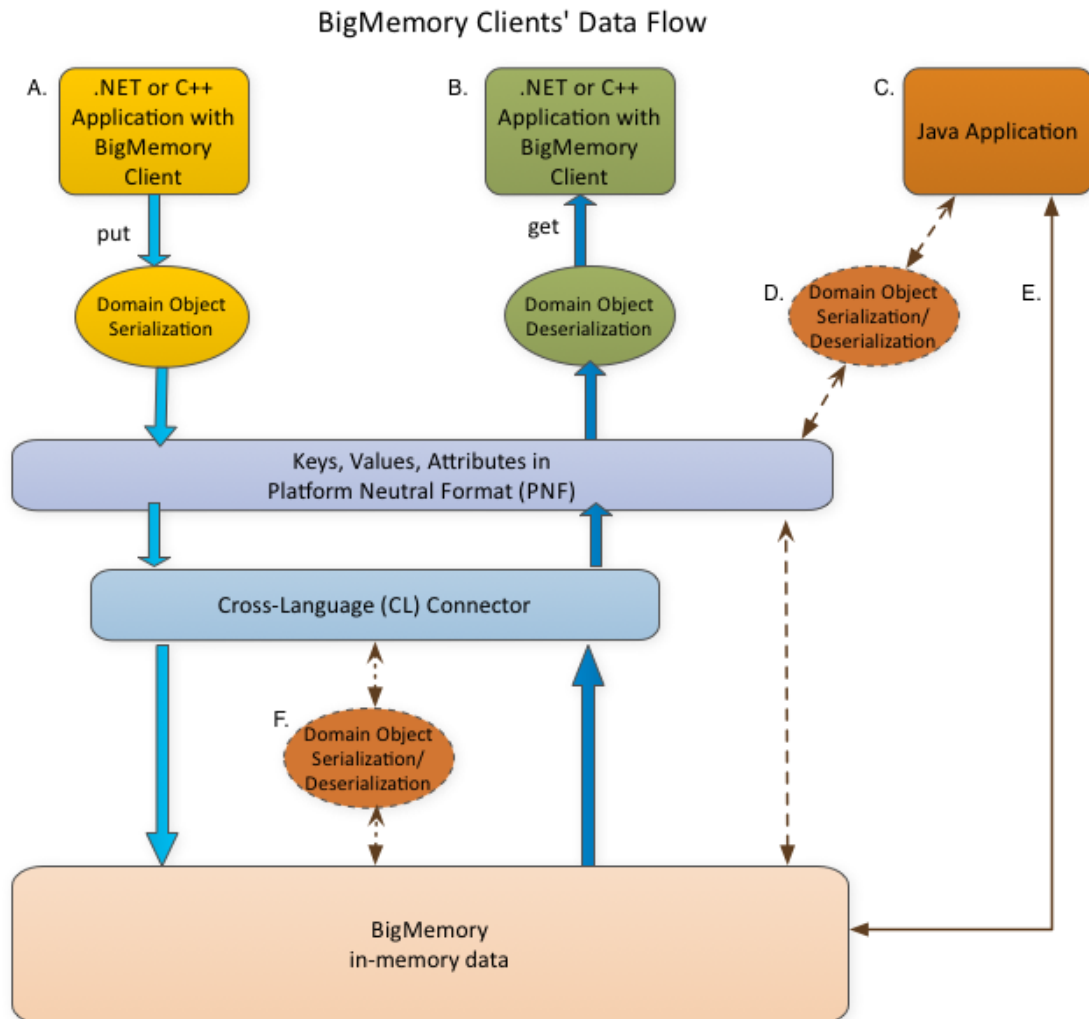 BigMemory Clients' Data Flow
A.
.NET or C++
Application with
BigMemory
Client
B.
.NET or C++
Application with
BigMemory
Client
C.
Java Application
put
get
Domain Object
Serialization
Domain Object
Deserialization
D.
Domain Object
Serialization/
Deserialization
E.
Keys, Values, Attributes in
Platform Neutral Format (PNF)
Cross-Language (CL) Connector
F.
Domain Object
Serialization/
Deserialization
BigMemory
in-memory data